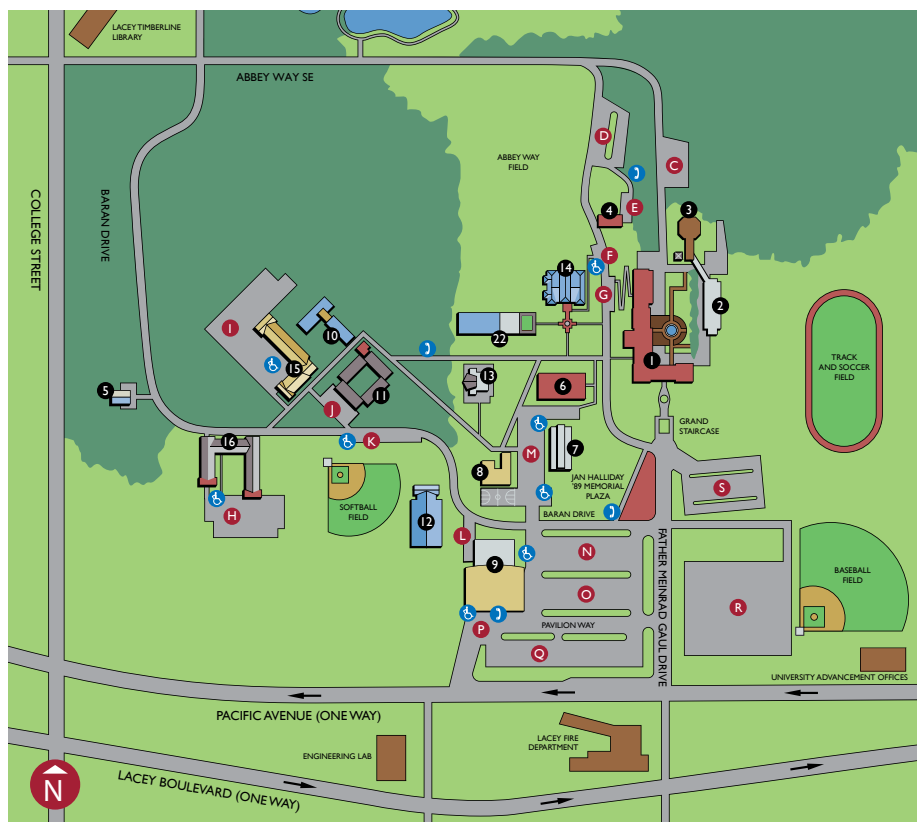 LACEY TIMBERLINE
LIBRARY
ABBEY WAY SE
COLLEGE STREET
BARAN DRIVE
ABBEY WAY
FIELD
D
C
E
4
3
F
14
G
2
I
10
22
1
15
5
11
13
6
TRACK
AND SOCCER
FIELD
J
K
16
GRAND
STAIRCASE
M
7
8
JAN HALLIDAY
'89 MEMORIAL
PLAZA
S
H
SOFTBALL
FIELD
12
BARAN DRIVE
L
9
N
O
P
PAVILION WAY
Q
FATHER MEINRAD GAUL DRIVE
R
BASEBALL
FIELD
UNIVERSITY ADVANCEMENT OFFICES
PACIFIC AVENUE (ONE WAY)
ENGINEERING LAB
LACEY FIRE
DEPARTMENT
LACEY BOULEVARD (ONE WAY)
N